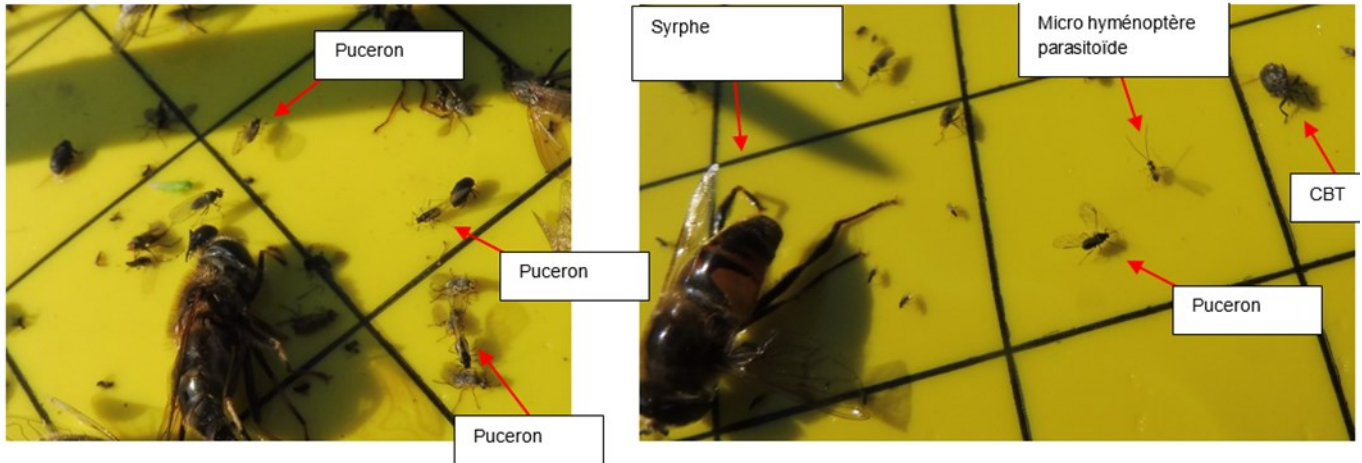 Puceron
Puceron
Puceron
Syrphe
Micro hyménoptère
parasitoïde
CBT
Puceron